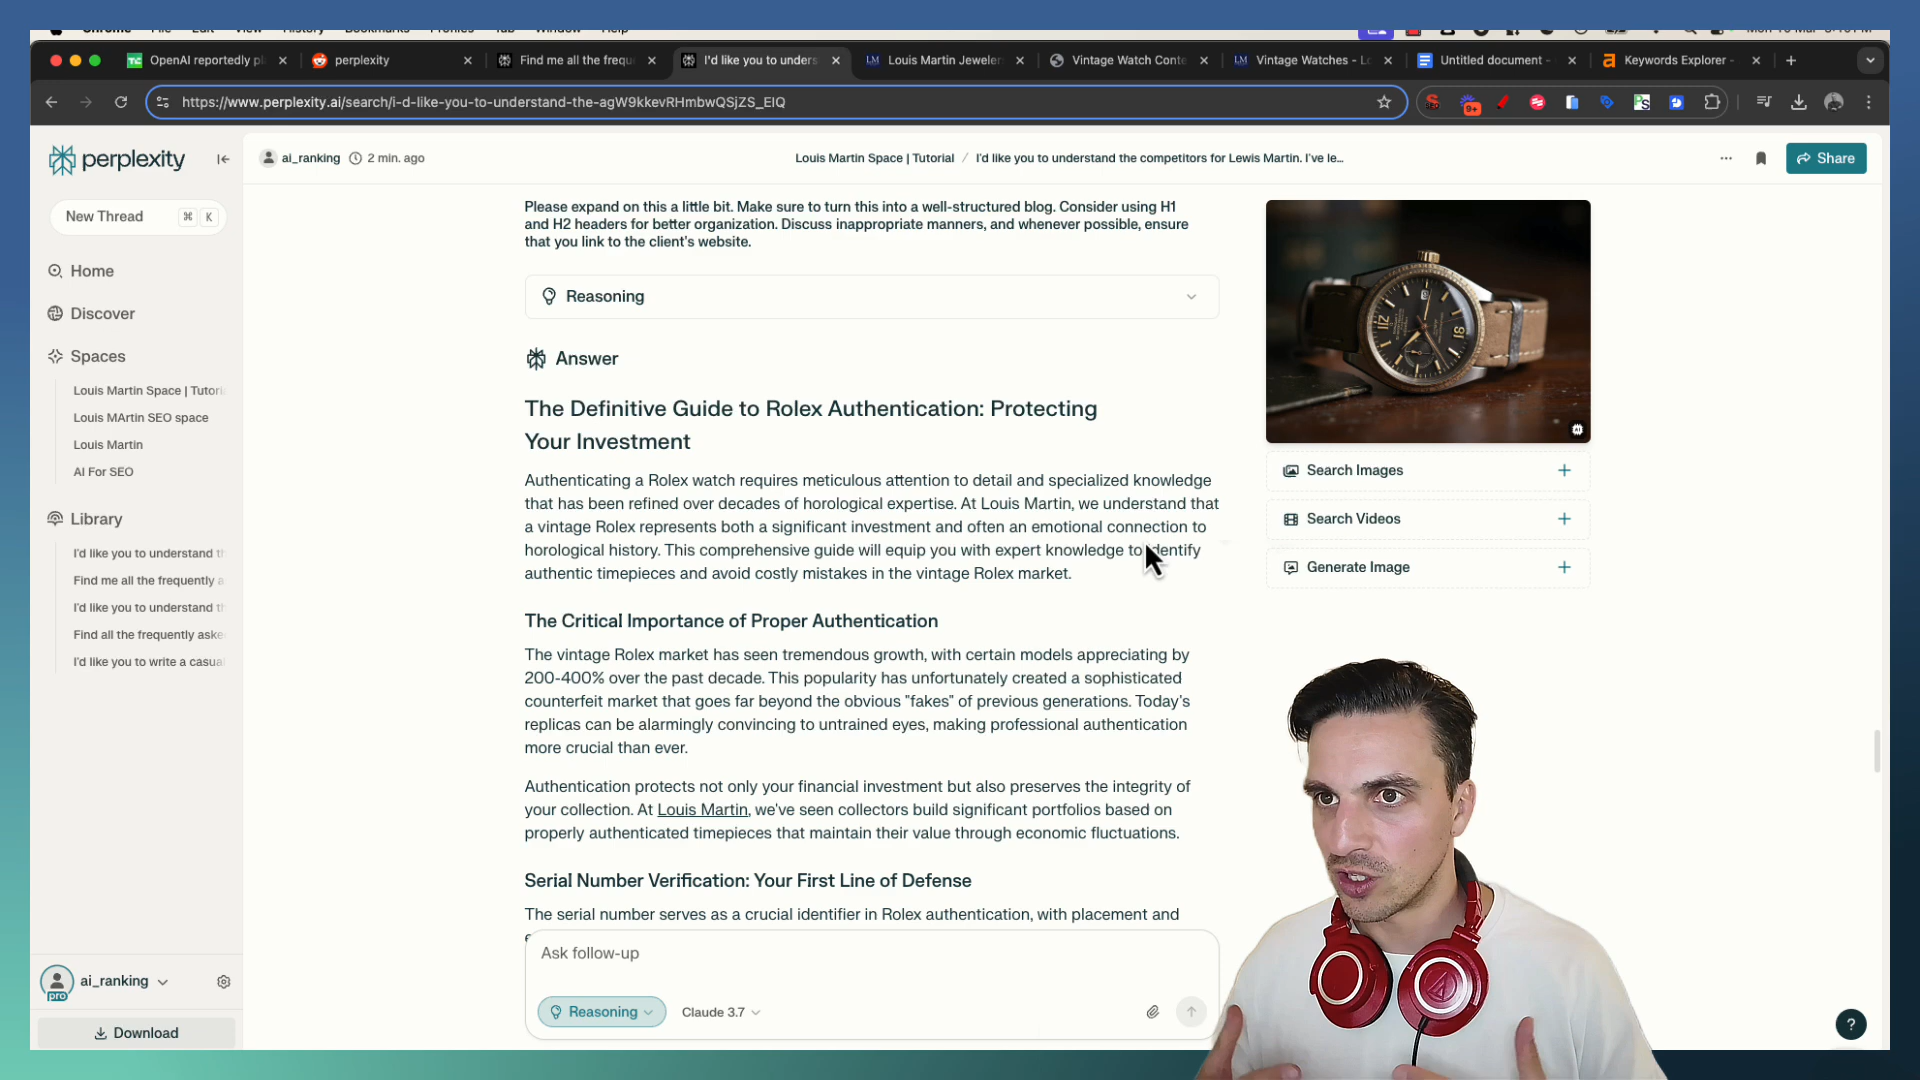 Chrome File Edit View History Bookmarks Profiles Tab Window Help
OpenAI reportedly pl
perplexity
Find me all the frequ
I'd like you to unders
Louis Martin Jeweler
Vintage Watch Conte
Vintage Watches - Lo
Untitled document -
Keywords Explorer -
https://www.perplexity.ai/search/i-d-like-you-to-understand-the-agW9kkevRHmbwQSjZS_EIQ
9+
perplexity
ai_ranking
2 min. ago
Louis Martin Space | Tutorial / I'd like you to understand the competitors for Lewis Martin. I've le...
Share
New Thread
⌘ K
Home
Discover
Spaces
Louis Martin Space | Tutori
Louis MArtin SEO space
Louis Martin
AI For SEO
Library
I'd like you to understand th
Find me all the frequently a
I'd like you to understand th
Find all the frequently aske
I'd like you to write a casua
ai_ranking
pro
Download
Please expand on this a little bit. Make sure to turn this into a well-structured blog. Consider using H1
and H2 headers for better organization. Discuss inappropriate manners, and whenever possible, ensure
that you link to the client's website.
Reasoning
Answer
The Definitive Guide to Rolex Authentication: Protecting
Your Investment
Authenticating a Rolex watch requires meticulous attention to detail and specialized knowledge
that has been refined over decades of horological expertise. At Louis Martin, we understand that
a vintage Rolex represents both a significant investment and often an emotional connection to
horological history. This comprehensive guide will equip you with expert knowledge to identify
authentic timepieces and avoid costly mistakes in the vintage Rolex market.
The Critical Importance of Proper Authentication
The vintage Rolex market has seen tremendous growth, with certain models appreciating by
200-400% over the past decade. This popularity has unfortunately created a sophisticated
counterfeit market that goes far beyond the obvious "fakes" of previous generations. Today's
replicas can be alarmingly convincing to untrained eyes, making professional authentication
more crucial than ever.
Authentication protects not only your financial investment but also preserves the integrity of
your collection. At Louis Martin, we've seen collectors build significant portfolios based on
properly authenticated timepieces that maintain their value through economic fluctuations.
Serial Number Verification: Your First Line of Defense
The serial number serves as a crucial identifier in Rolex authentication, with placement and
Ask follow-up
Reasoning
Claude 3.7
Search Images
Search Videos
Generate Image
?